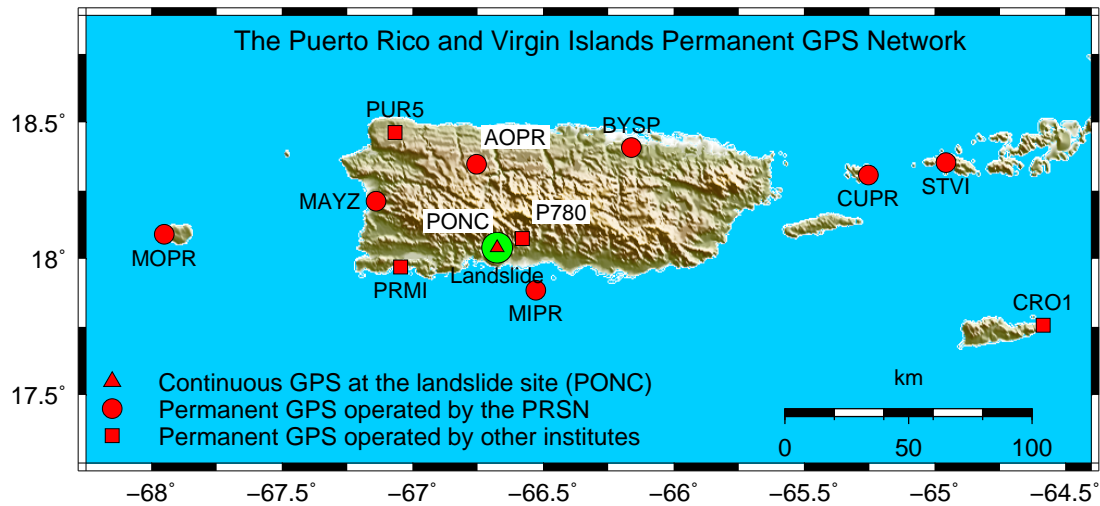 The Puerto Rico and Virgin Islands Permanent GPS Network
18.5°
18°
17.5°
PUR5
AOPR
BYSP
MAYZ
PONC
P780
CUPR
STVI
MOPR
PRMI
Landslide
MIPR
CRO1
Continuous GPS at the landslide site (PONC)
Permanent GPS operated by the PRSN
Permanent GPS operated by other institutes
km
0 50 100
−68 −67.5 −67 −66.5 −66 −65.5 −65 −64.5